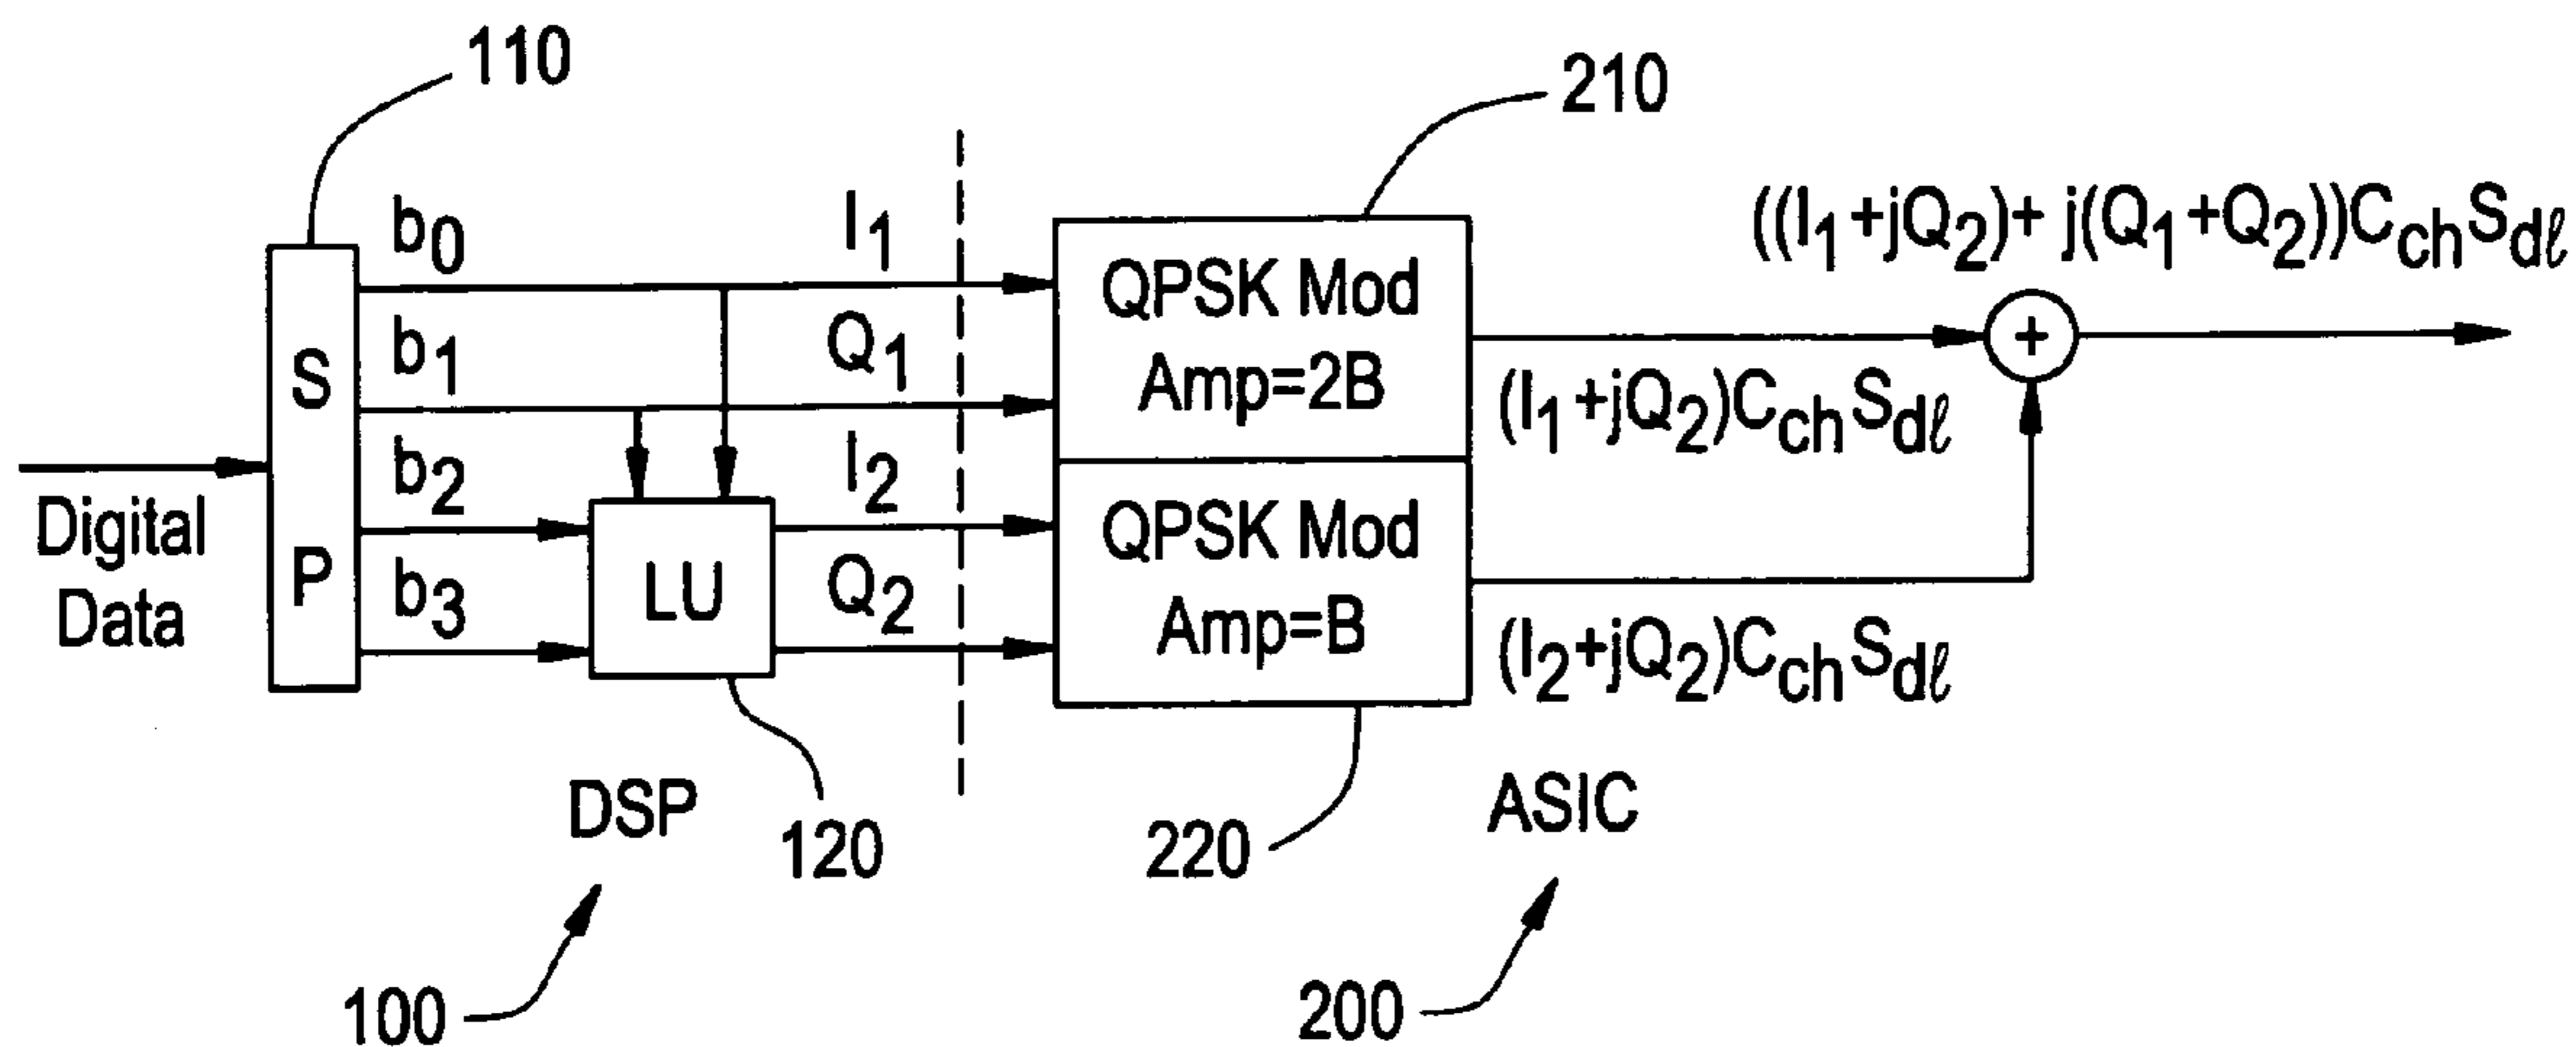 110
210
b0
I1
((I1+jQ2)+ j(Q1+Q2))CchSdℓ
b1
Q1
S
P
QPSK Mod
Amp=2B
+
(I1+jQ2)CchSdℓ
b2
I2
Digital
Data
b3
LU
Q2
QPSK Mod
Amp=B
(I2+jQ2)CchSdℓ
DSP
120
220
ASIC
100
200